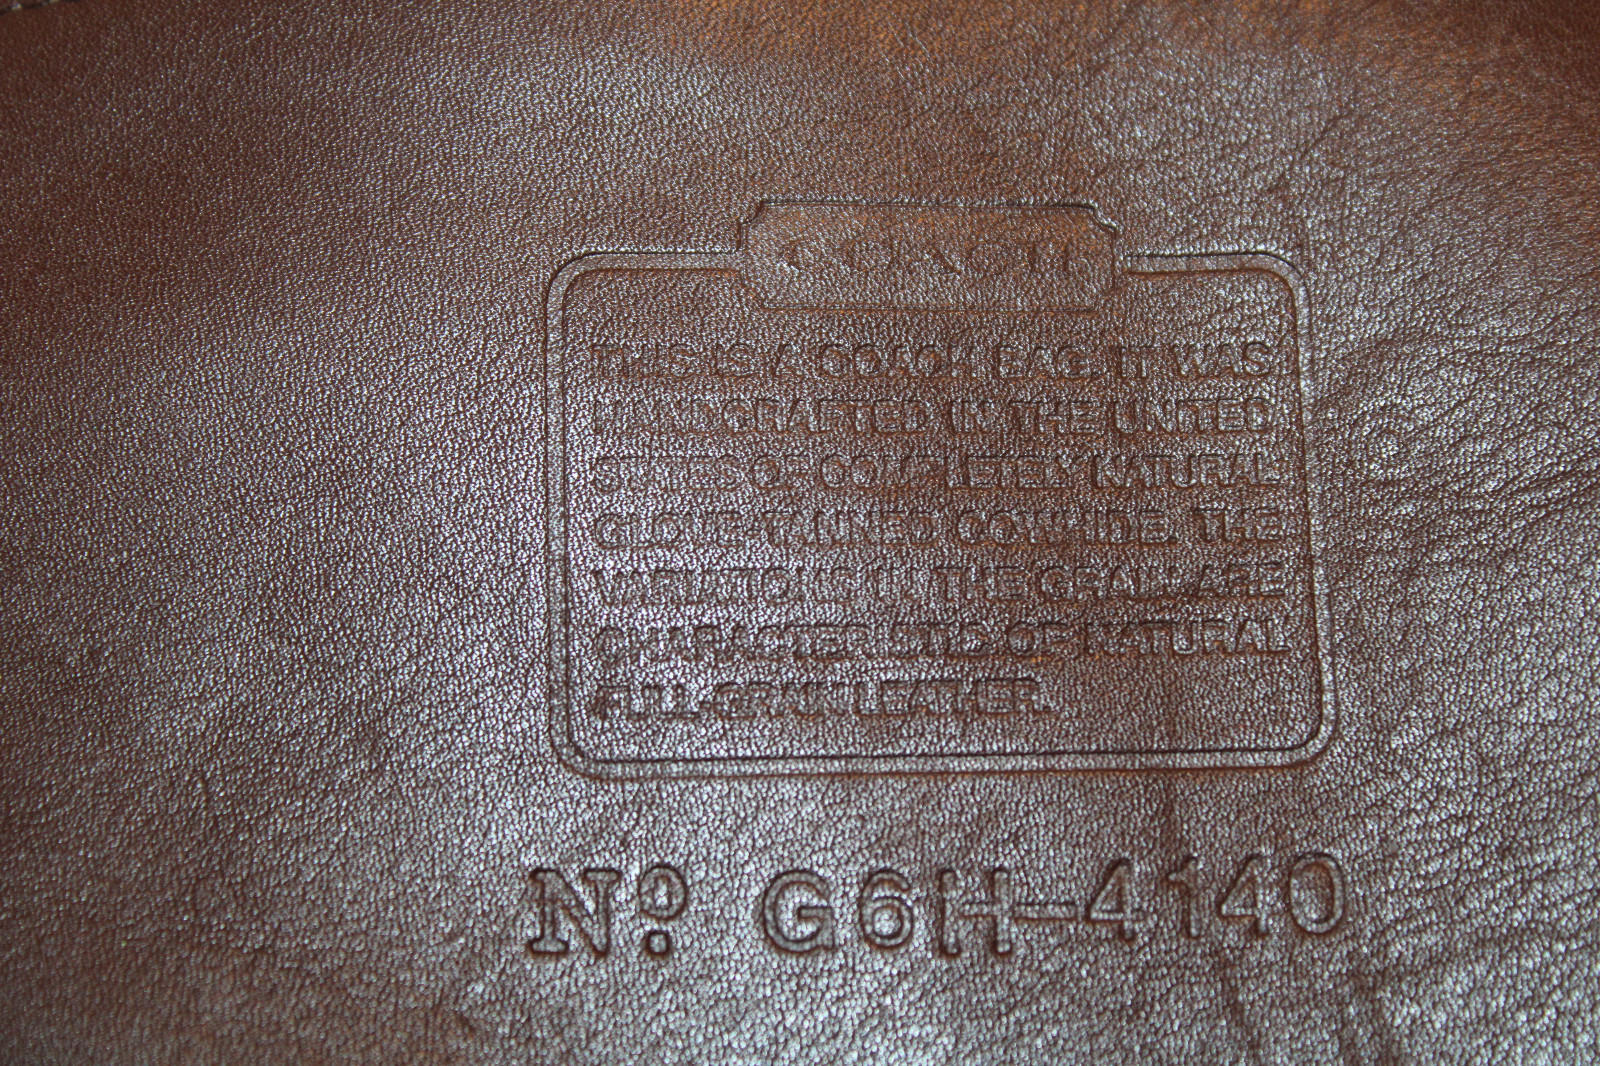 COACH
THIS IS A COACH BAG. IT WAS
HANDCRAFTED IN THE UNITED
STATES OF COMPLETELY NATURAL
GLOVE-TANNED COWHIDE. THE
VARIATIONS IN THE GRAIN ARE
CHARACTERISTIC OF NATURAL
FULL-GRAIN LEATHER.
Nº G6H-4140